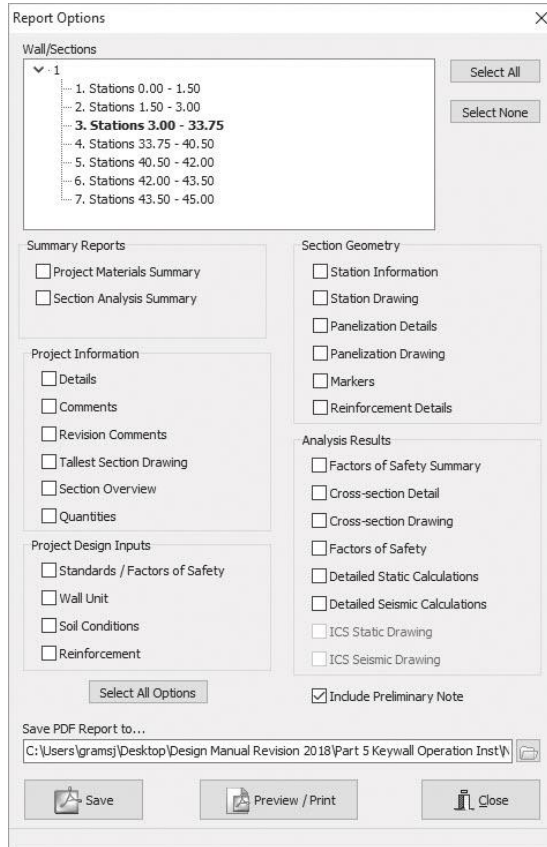 Report Options
Wall/Sections
1
1. Stations 0.00 - 1.50
2. Stations 1.50 - 3.00
3. Stations 3.00 - 33.75
4. Stations 33.75 - 40.50
5. Stations 40.50 - 42.00
6. Stations 42.00 - 43.50
7. Stations 43.50 - 45.00
Select All
Select None
Summary Reports
Project Materials Summary
Section Analysis Summary
Project Information
Details
Comments
Revision Comments
Tallest Section Drawing
Section Overview
Quantities
Project Design Inputs
Standards / Factors of Safety
Wall Unit
Soil Conditions
Reinforcement
Select All Options
Section Geometry
Station Information
Station Drawing
Panelization Details
Panelization Drawing
Markers
Reinforcement Details
Analysis Results
Factors of Safety Summary
Cross-section Detail
Cross-section Drawing
Factors of Safety
Detailed Static Calculations
Detailed Seismic Calculations
ICS Static Drawing
ICS Seismic Drawing
Include Preliminary Note
Save PDF Report to...
C:\Users\gramsj\Desktop\Design Manual Revision 2018\Part 5 Keywall Operation Inst\
Save
Preview / Print
Close